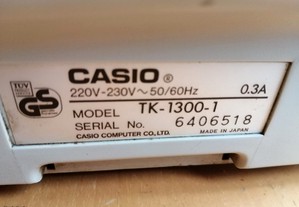 CASIO®
220V-230V~50/60Hz 0.3A
MODEL TK-1300-1
SERIAL No. 6406518
CASIO COMPUTER CO., LTD. MADE IN JAPAN
TÜV
GS